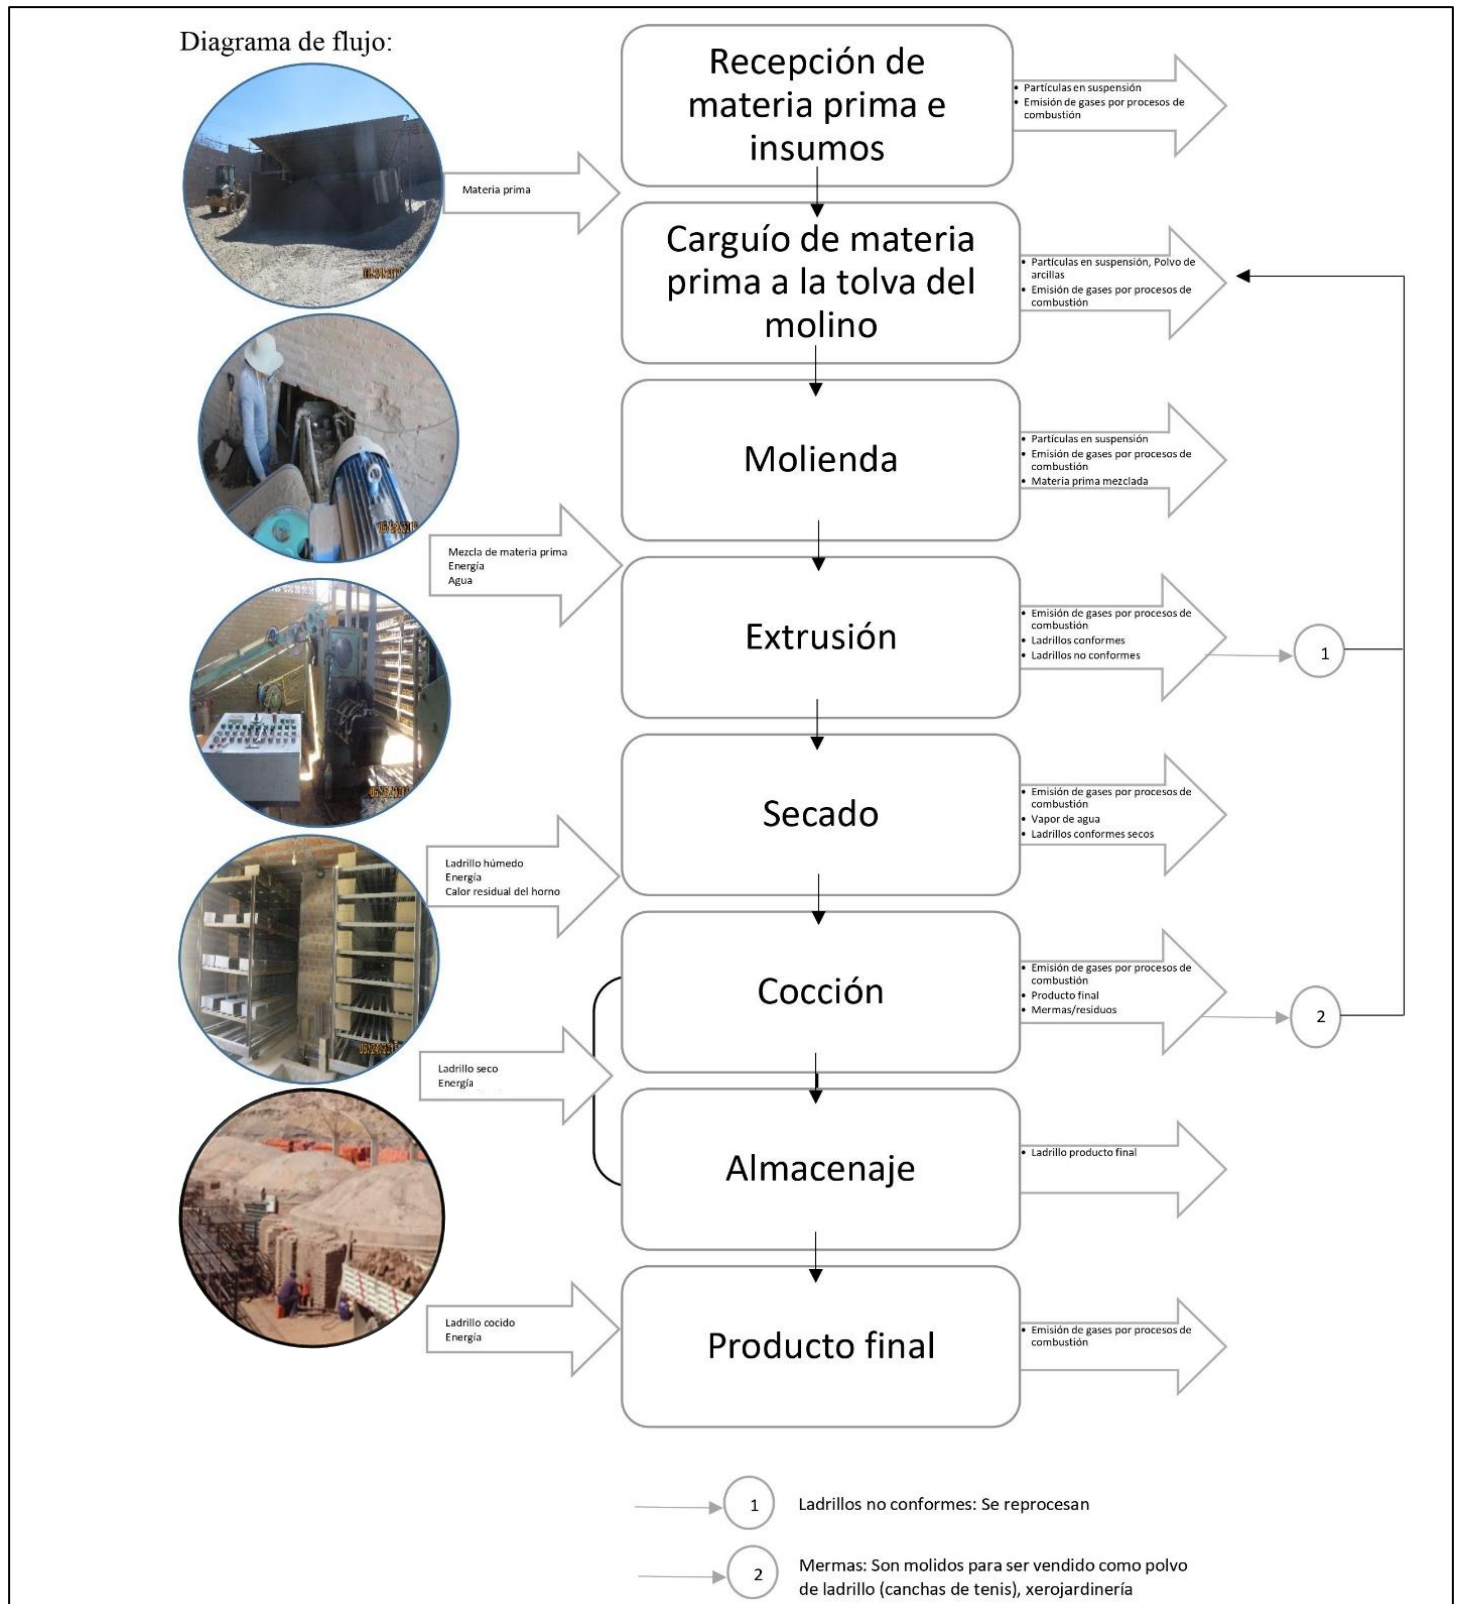 Diagrama de flujo:
Recepción de
materia prima e
insumos
• Partículas en suspensión
• Emisión de gases por procesos de
combustión
Materia prima
Carguío de materia
prima a la tolva del
molino
• Partículas en suspensión, Polvo de
arcillas
• Emisión de gases por procesos de
combustión
Molienda
• Partículas en suspensión
• Emisión de gases por procesos de
combustión
• Materia prima mezclada
Mezcla de materia prima
Energía
Agua
Extrusión
• Emisión de gases por procesos de
combustión
• Ladrillos conformes
• Ladrillos no conformes
1
Secado
• Emisión de gases por procesos de
combustión
• Vapor de agua
• Ladrillos conformes secos
Ladrillo húmedo
Energía
Calor residual del horno
Cocción
• Emisión de gases por procesos de
combustión
• Producto final
• Mermas/residuos
2
Ladrillo seco
Energía
Almacenaje
• Ladrillo producto final
Ladrillo cocido
Energía
Producto final
• Emisión de gases por procesos de
combustión
1 Ladrillos no conformes: Se reprocesan
2 Mermas: Son molidos para ser vendido como polvo
de ladrillo (canchas de tenis), xerojardinería